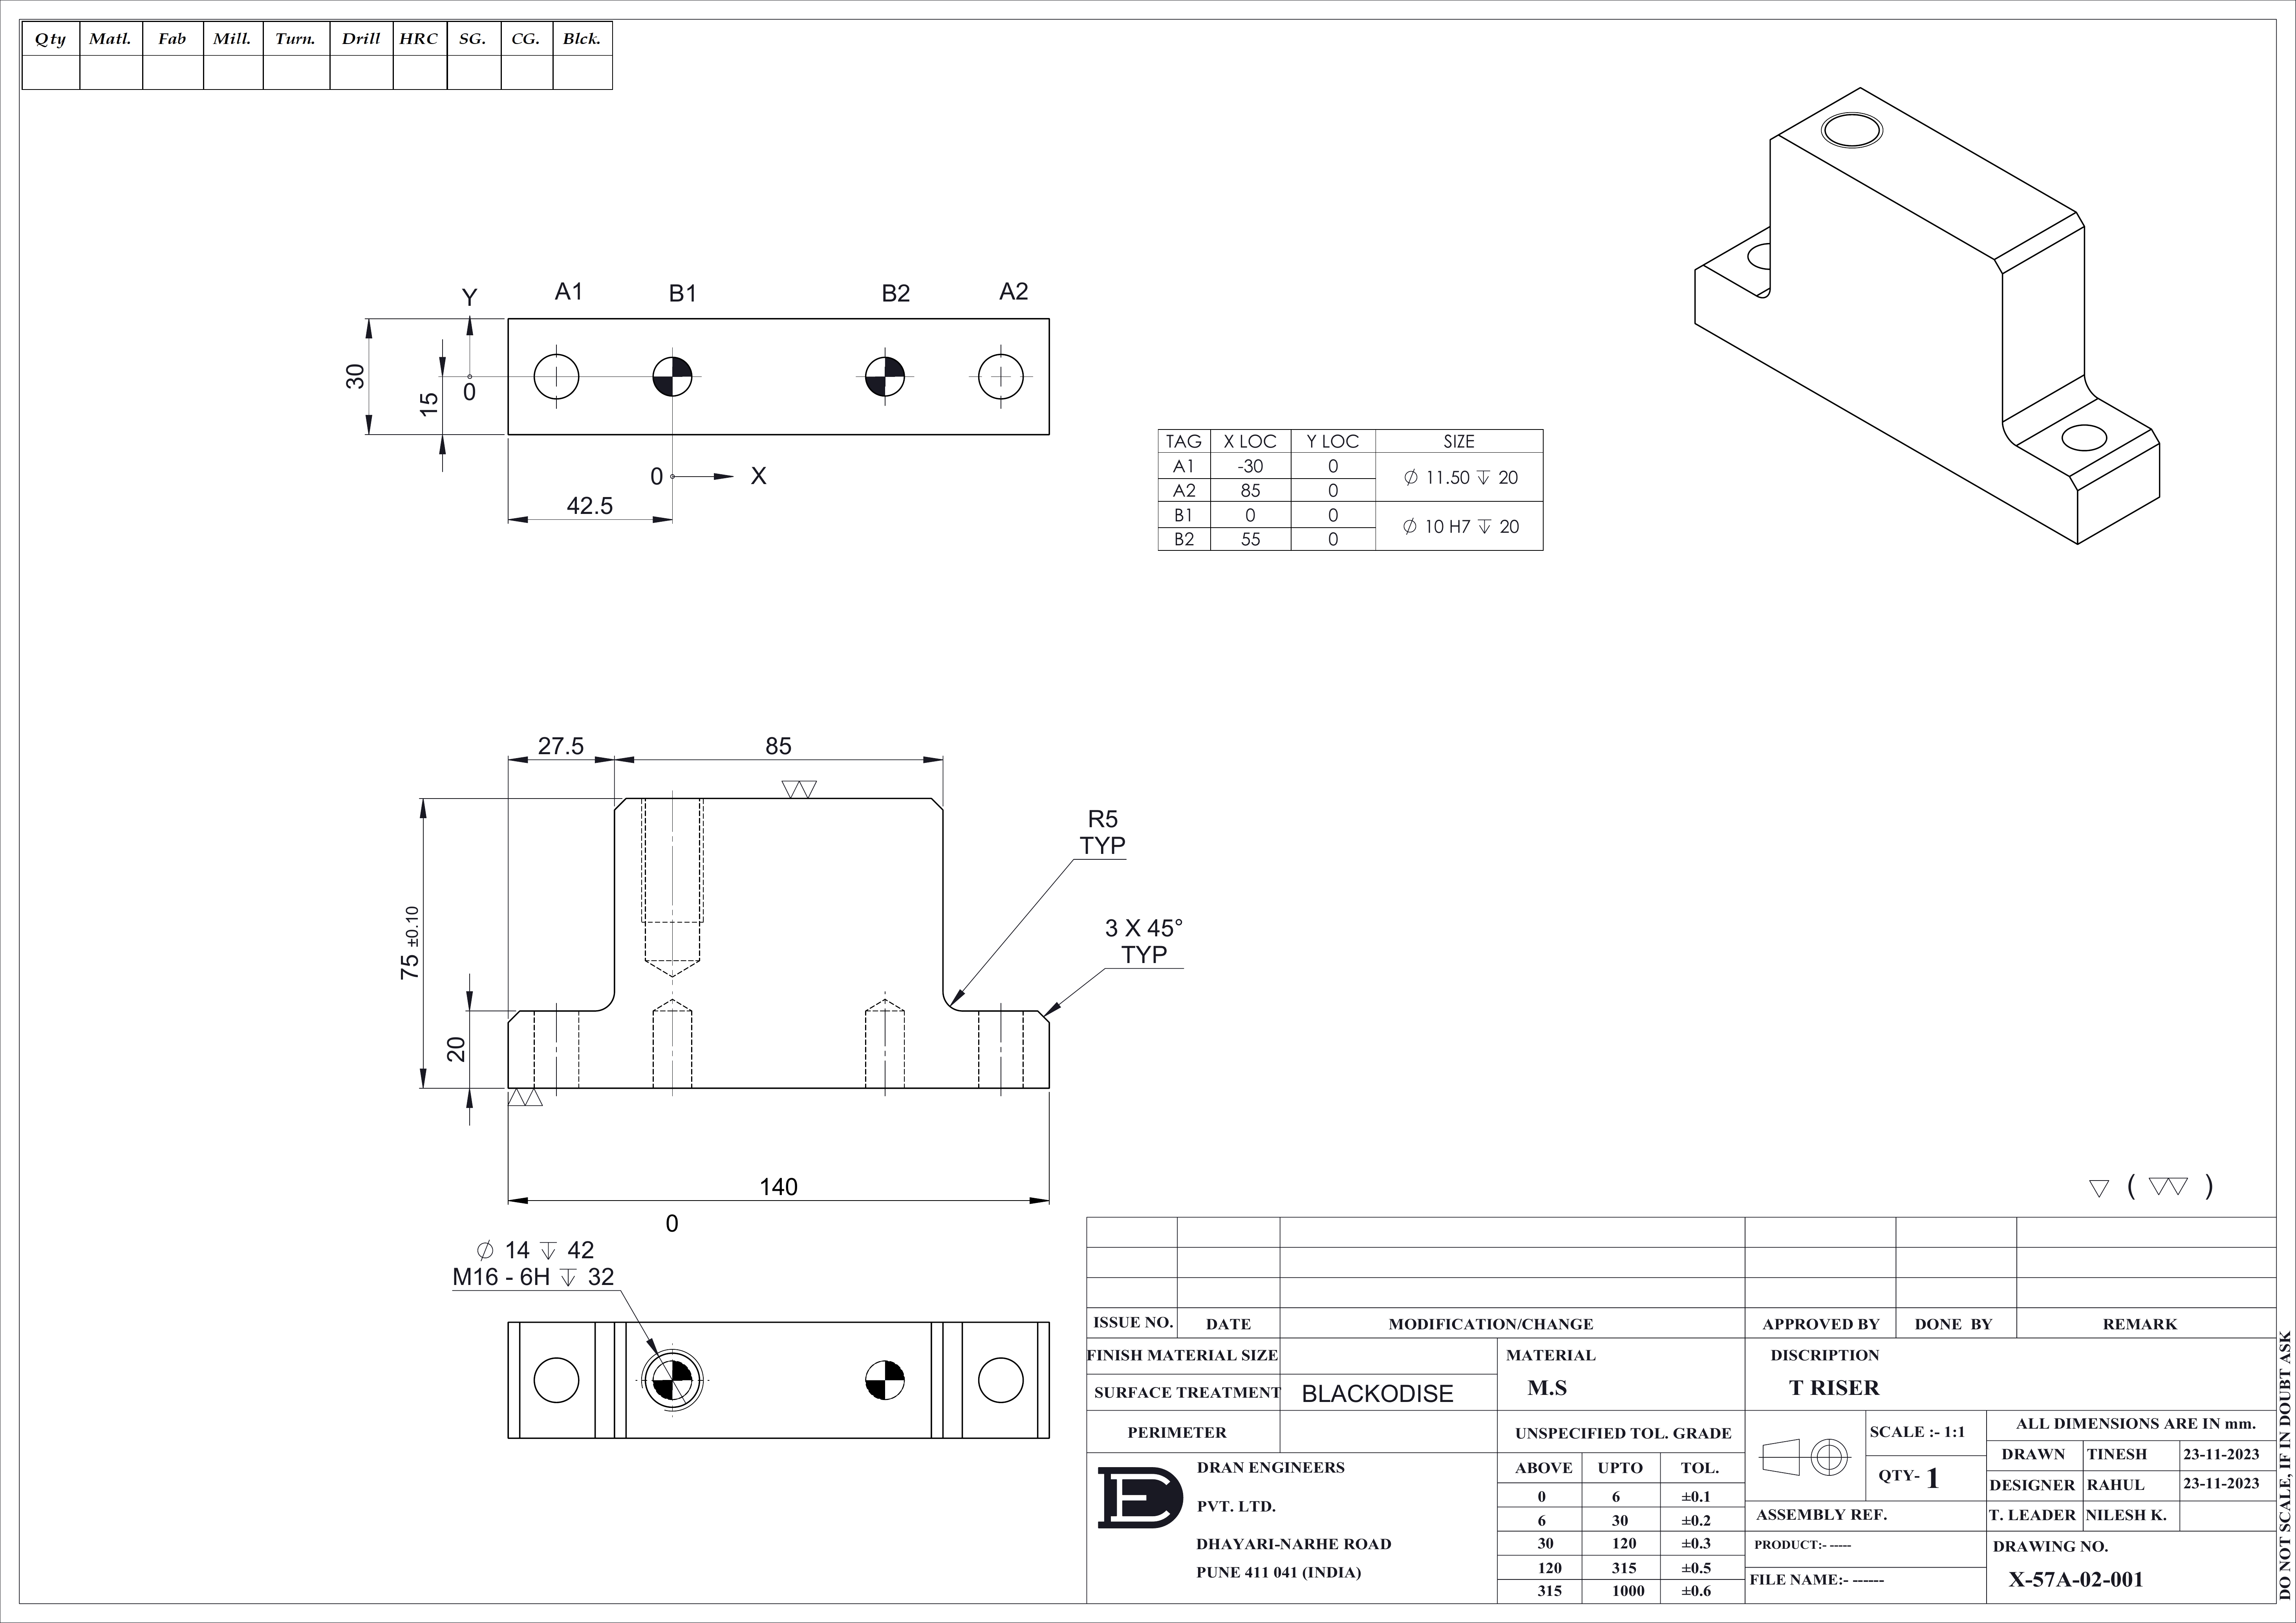 Qty Matl. Fab Mill. Turn. Drill HRC SG. CG. Blck.
Y A1 B1 B2 A2
30
15
0
0 X
42.5
TAG X LOC Y LOC SIZE
A1 -30 0 ⌀ 11.50 ↧ 20
A2 85 0
B1 0 0 ⌀ 10 H7 ↧ 20
B2 55 0
27.5 85
R5
TYP
3 X 45°
TYP
75 ±0.10
20
140
0
⌀ 14 ↧ 42
M16 - 6H ↧ 32
( )
ISSUE NO. DATE MODIFICATION/CHANGE APPROVED BY DONE BY REMARK
FINISH MATERIAL SIZE MATERIAL DISCRIPTION
SURFACE TREATMENT BLACKODISE M.S T RISER
PERIMETER UNSPECIFIED TOL. GRADE SCALE :- 1:1 ALL DIMENSIONS ARE IN mm.
DRAN ENGINEERS
PVT. LTD.
DHAYARI-NARHE ROAD
PUNE 411 041 (INDIA)
ABOVE UPTO TOL.
0 6 ±0.1
6 30 ±0.2
30 120 ±0.3
120 315 ±0.5
315 1000 ±0.6
QTY- 1
ASSEMBLY REF.
PRODUCT:- -----
FILE NAME:- ------
DRAWN TINESH 23-11-2023
DESIGNER RAHUL 23-11-2023
T. LEADER NILESH K.
DRAWING NO.
X-57A-02-001
DO NOT SCALE, IF IN DOUBT ASK